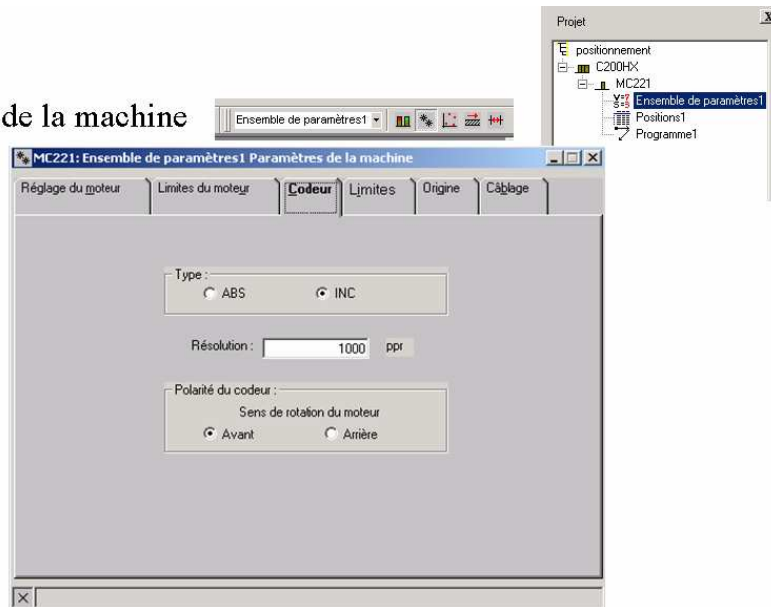 Projet
positionnement
C200HX
MC221
Ensemble de paramètres1
Positions1
Programme1
de la machine
Ensemble de paramètres1
MC221: Ensemble de paramètres1 Paramètres de la machine
Réglage du moteur
Limites du moteur
Codeur
Limites
Origine
Câblage
Type :
ABS
INC
Résolution :
1000
ppr
Polarité du codeur :
Sens de rotation du moteur
Avant
Arrière